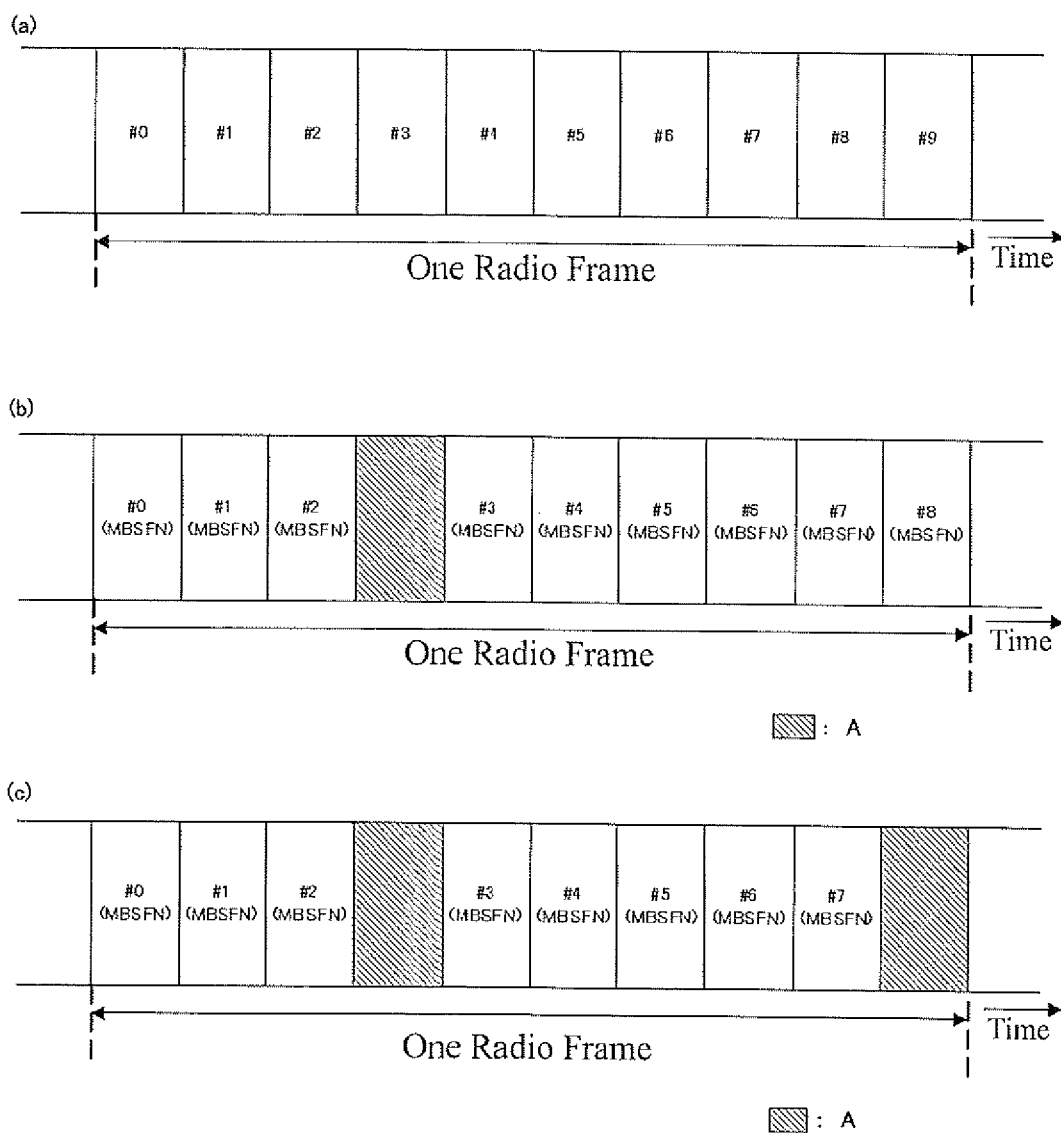 (a)
#0 #1 #2 #3 #4 #5 #6 #7 #8 #9
One Radio Frame
Time
(b)
#0 (MBSFN) #1 (MBSFN) #2 (MBSFN) #3 (MBSFN) #4 (MBSFN) #5 (MBSFN) #6 (MBSFN) #7 (MBSFN) #8 (MBSFN)
One Radio Frame
Time
: A
(c)
#0 (MBSFN) #1 (MBSFN) #2 (MBSFN) #3 (MBSFN) #4 (MBSFN) #5 (MBSFN) #6 (MBSFN) #7 (MBSFN)
One Radio Frame
Time
: A